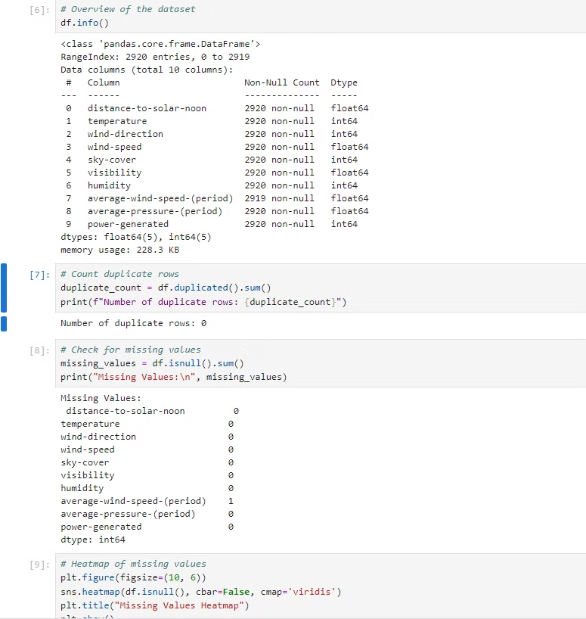 [6]: # Overview of the dataset
df.info()
<class 'pandas.core.frame.DataFrame'>
RangeIndex: 2920 entries, 0 to 2919
Data columns (total 10 columns):
 #   Column                         Non-Null Count  Dtype
---  ------                         --------------  -----
 0   distance-to-solar-noon         2920 non-null   float64
 1   temperature                    2920 non-null   int64
 2   wind-direction                 2920 non-null   int64
 3   wind-speed                     2920 non-null   float64
 4   sky-cover                      2920 non-null   int64
 5   visibility                     2920 non-null   float64
 6   humidity                       2920 non-null   int64
 7   average-wind-speed-(period)    2919 non-null   float64
 8   average-pressure-(period)      2920 non-null   float64
 9   power-generated                2920 non-null   int64
dtypes: float64(5), int64(5)
memory usage: 228.3 KB
[7]: # Count duplicate rows
duplicate_count = df.duplicated().sum()
print(f"Number of duplicate rows: {duplicate_count}")
Number of duplicate rows: 0
[8]: # Check for missing values
missing_values = df.isnull().sum()
print("Missing Values:\n", missing_values)
Missing Values:
 distance-to-solar-noon         0
temperature                    0
wind-direction                 0
wind-speed                     0
sky-cover                      0
visibility                     0
humidity                       0
average-wind-speed-(period)    1
average-pressure-(period)      0
power-generated                0
dtype: int64
[9]: # Heatmap of missing values
plt.figure(figsize=(10, 6))
sns.heatmap(df.isnull(), cbar=False, cmap='viridis')
plt.title("Missing Values Heatmap")